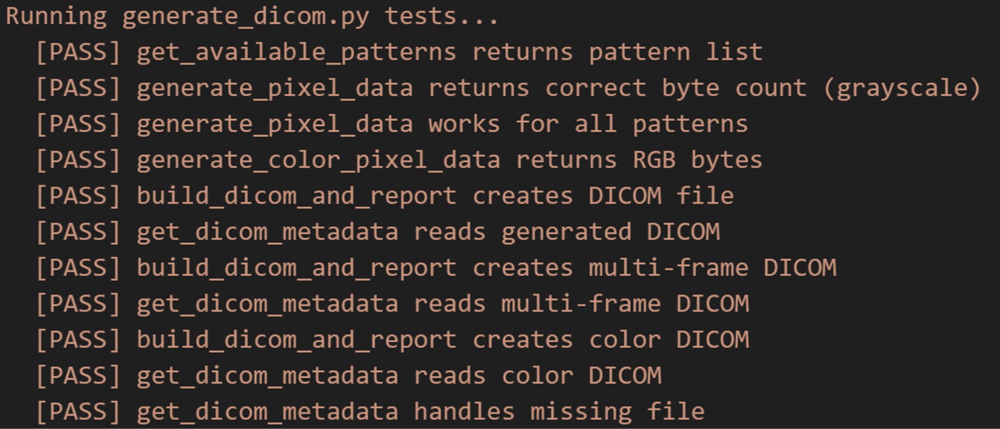 Running generate_dicom.py tests...
[PASS] get_available_patterns returns pattern list
[PASS] generate_pixel_data returns correct byte count (grayscale)
[PASS] generate_pixel_data works for all patterns
[PASS] generate_color_pixel_data returns RGB bytes
[PASS] build_dicom_and_report creates DICOM file
[PASS] get_dicom_metadata reads generated DICOM
[PASS] build_dicom_and_report creates multi-frame DICOM
[PASS] get_dicom_metadata reads multi-frame DICOM
[PASS] build_dicom_and_report creates color DICOM
[PASS] get_dicom_metadata reads color DICOM
[PASS] get_dicom_metadata handles missing file